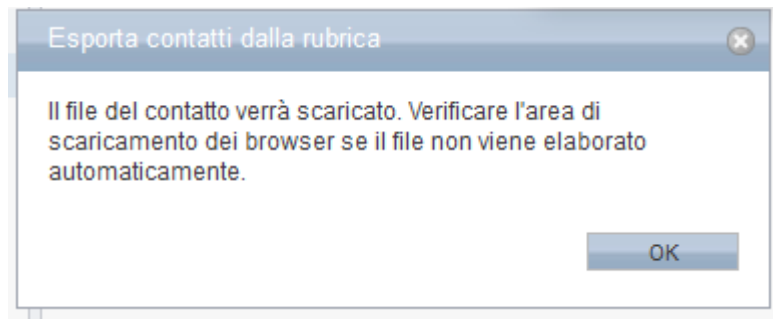 Esporta contatti dalla rubrica
Il file del contatto verrà scaricato. Verificare l'area di
scaricamento dei browser se il file non viene elaborato
automaticamente.
OK